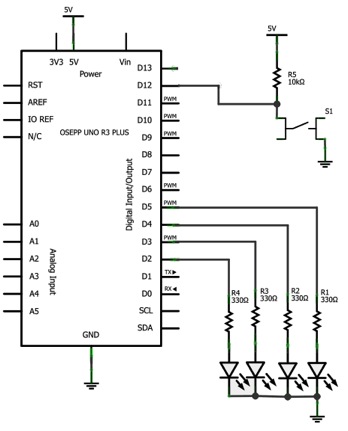 5V
5V
3V3 5V Vin
Power
D13
RST
D12
R5
10kΩ
AREF
D11 PWM
S1
IO REF
D10 PWM
N/C
OSEPP UNO R3 PLUS
D9 PWM
D8
D7
D6 PWM
Digital Input/Output
D5 PWM
A0
D4
A1
D3 PWM
A2
D2
Analog Input
A3
D1 TX▶
A4
D0 RX◀
R4
330Ω
R3
330Ω
R2
330Ω
R1
330Ω
A5
SCL
SDA
GND